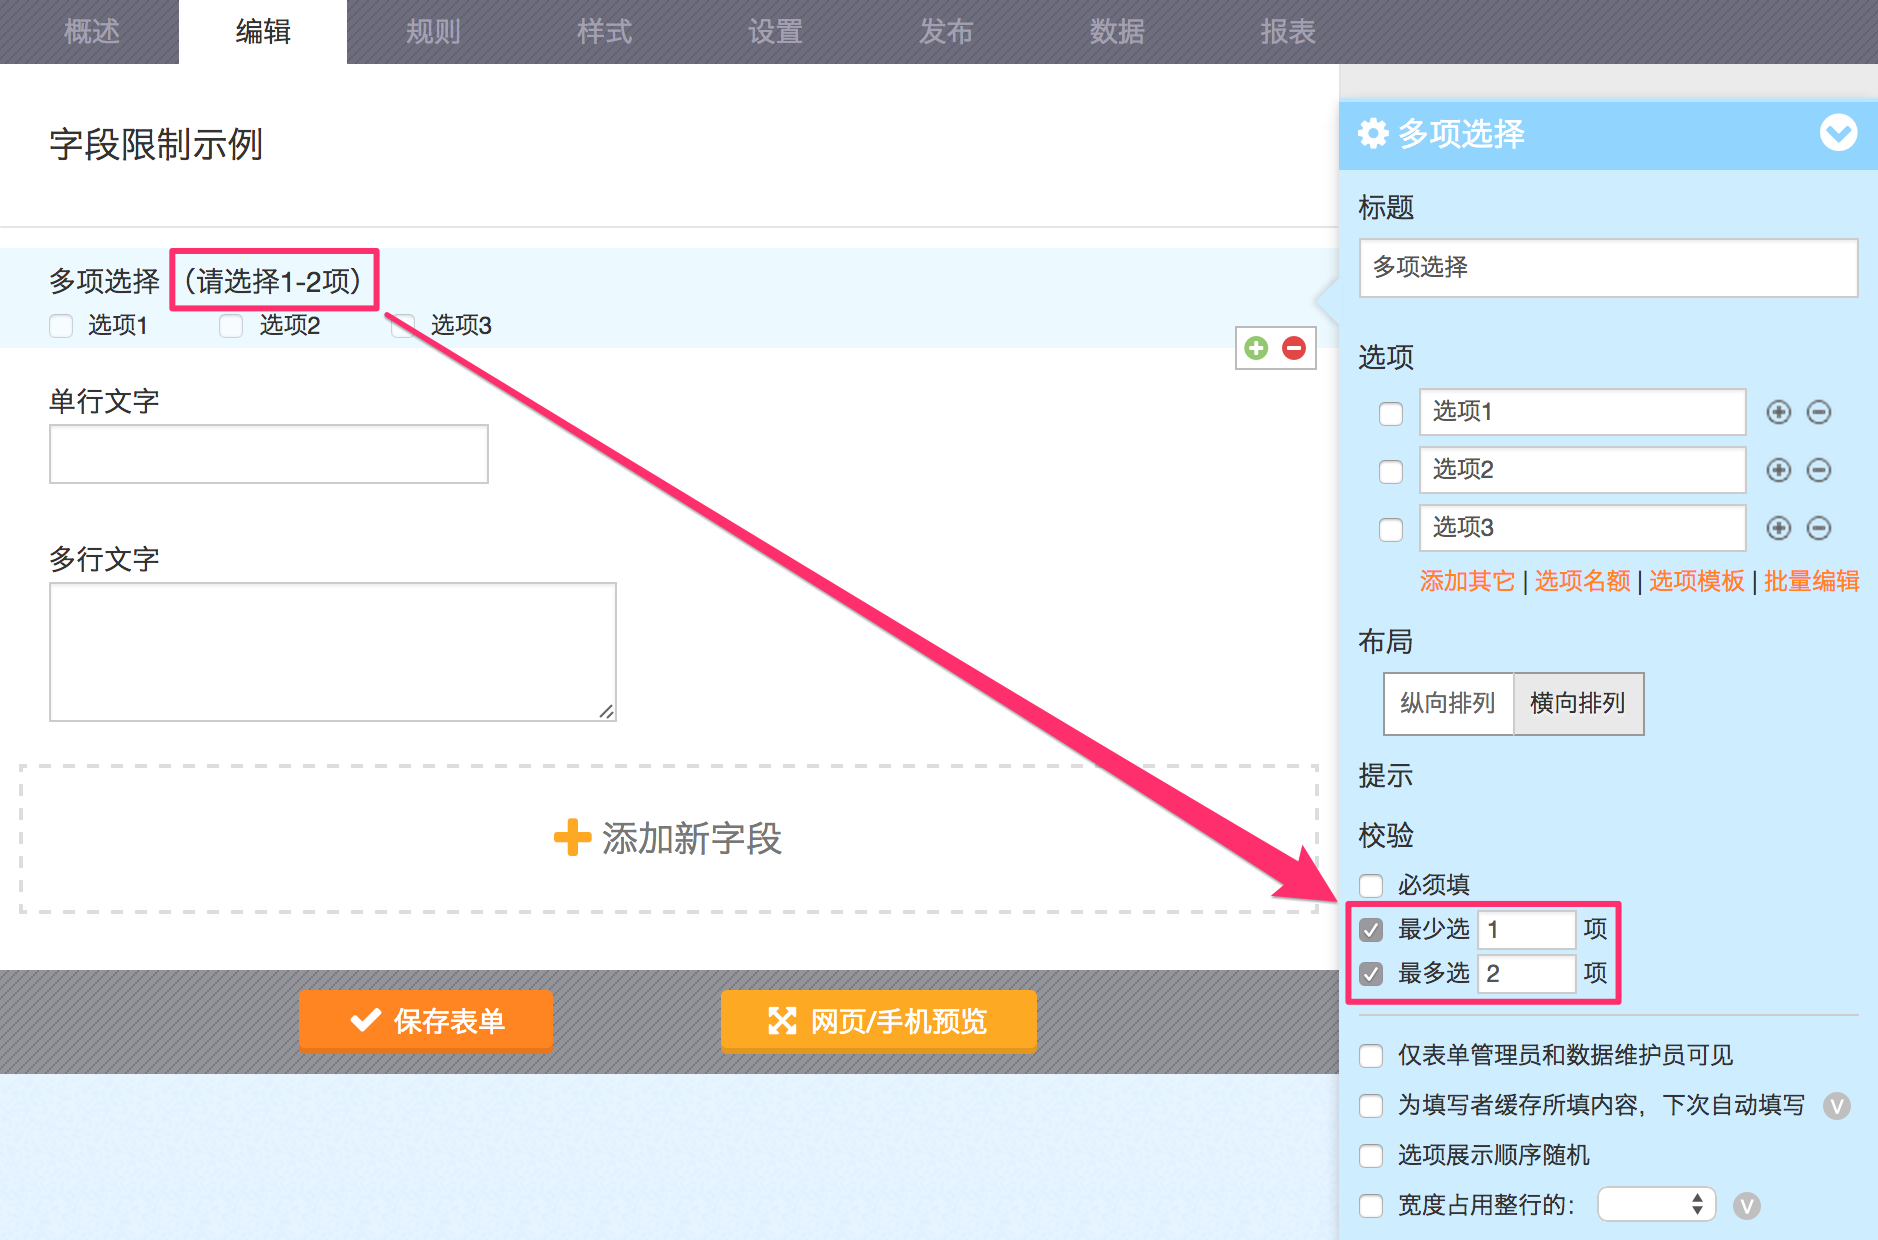 概述 编辑 规则 样式 设置 发布 数据 报表
字段限制示例
多项选择（请选择1-2项）
选项1 选项2 选项3
单行文字
多行文字
添加新字段
保存表单 网页/手机预览
多项选择
标题
多项选择
选项
选项1
选项2
选项3
添加其它 | 选项名额 | 选项模板 | 批量编辑
布局
纵向排列 横向排列
提示
校验
必须填
最少选 1 项
最多选 2 项
仅表单管理员和数据维护员可见
为填写者缓存所填内容，下次自动填写 V
选项展示顺序随机
宽度占用整行的： V